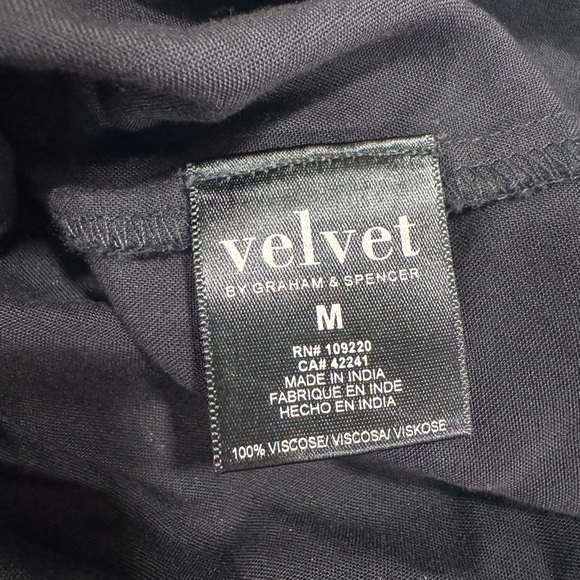 velvet
BY GRAHAM & SPENCER
M
RN# 109220
CA# 42241
MADE IN INDIA
FABRIQUE EN INDE
HECHO EN INDIA
100% VISCOSE/ VISCOSA/ VISKOSE